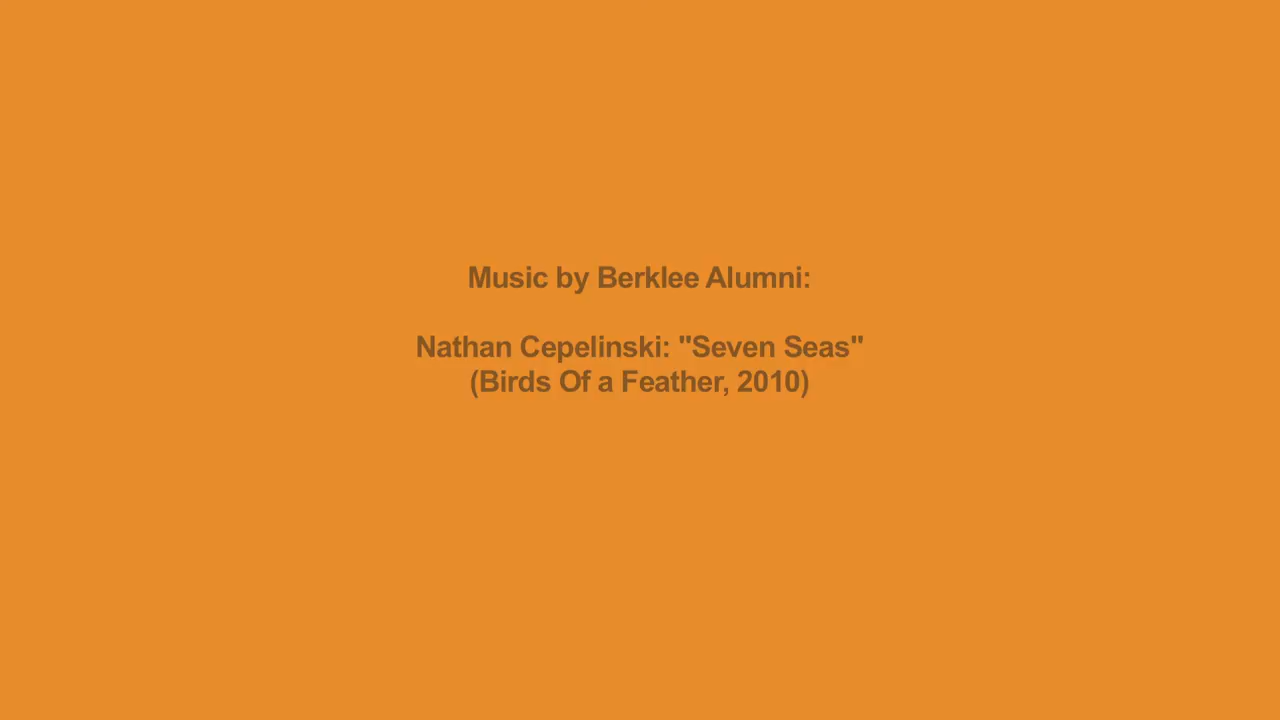 Music by Berklee Alumni:
Nathan Cepelinski: "Seven Seas"
(Birds Of a Feather, 2010)